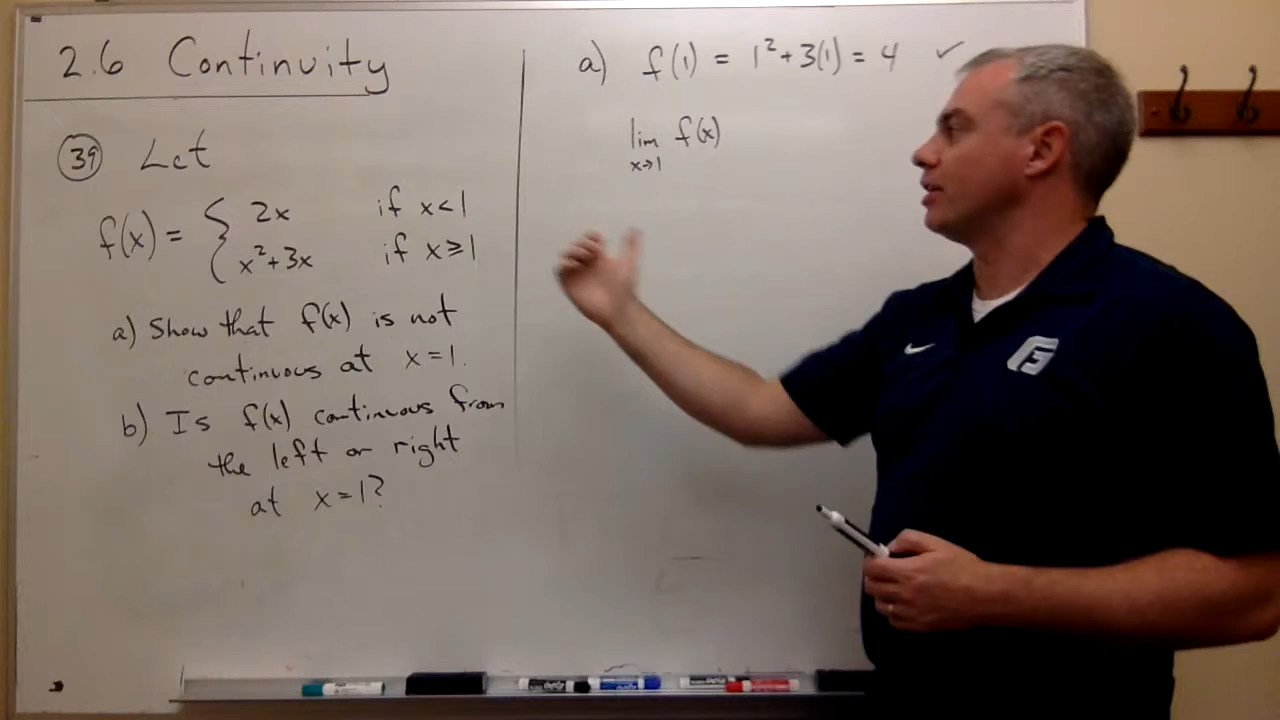 2.6 Continuity
39 Let
f(x) = { 2x if x<1
x²+3x if x≥1
a) Show that f(x) is not
continuous at x=1.
b) Is f(x) continuous from
the left or right
at x=1?
a) f(1) = 1²+3(1) = 4 ✓
lim f(x)
x→1